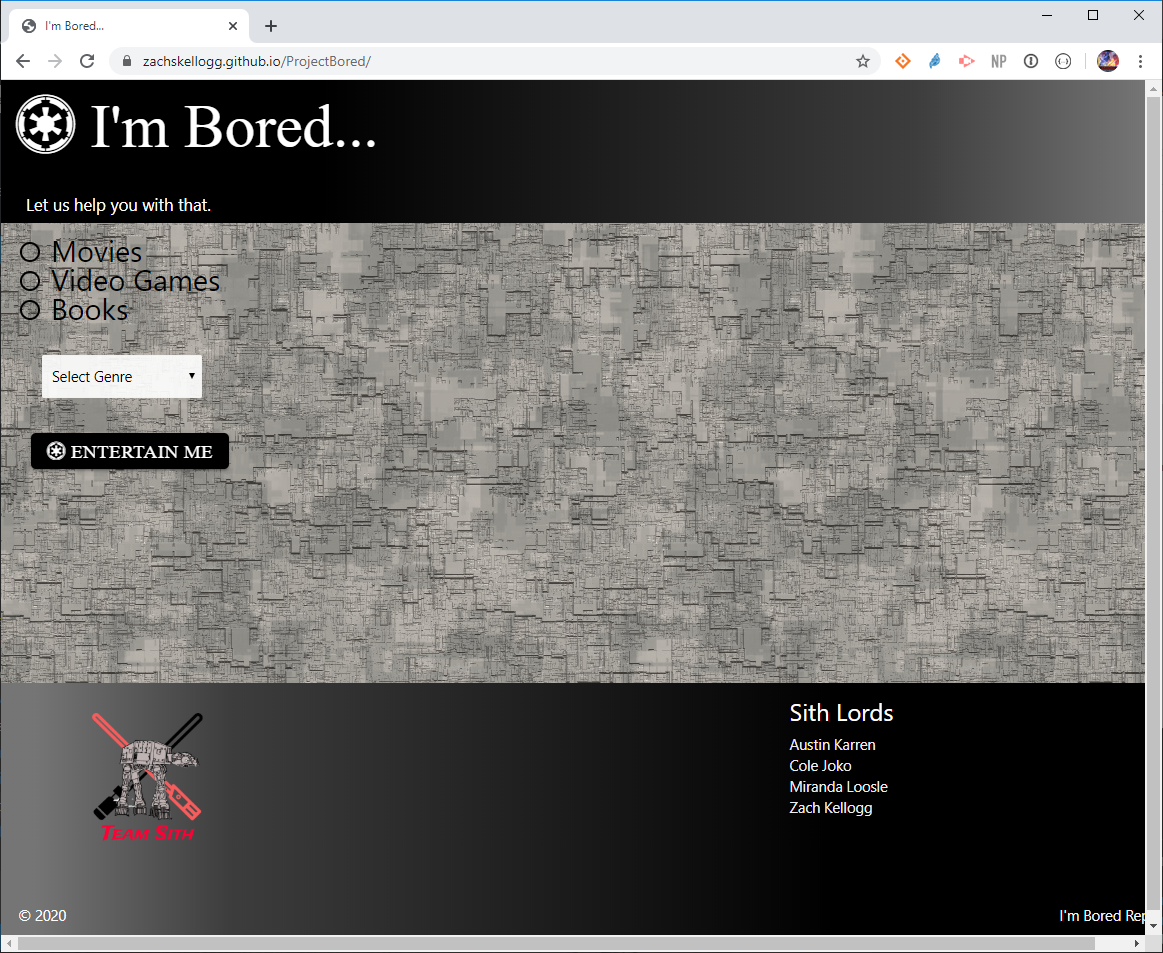 I'm Bored...
zachskellogg.github.io/ProjectBored/
NP
I'm Bored...
Let us help you with that.
Movies
Video Games
Books
Select Genre
ENTERTAIN ME
Team Sith
Sith Lords
Austin Karren
Cole Joko
Miranda Loosle
Zach Kellogg
© 2020
I'm Bored Rep